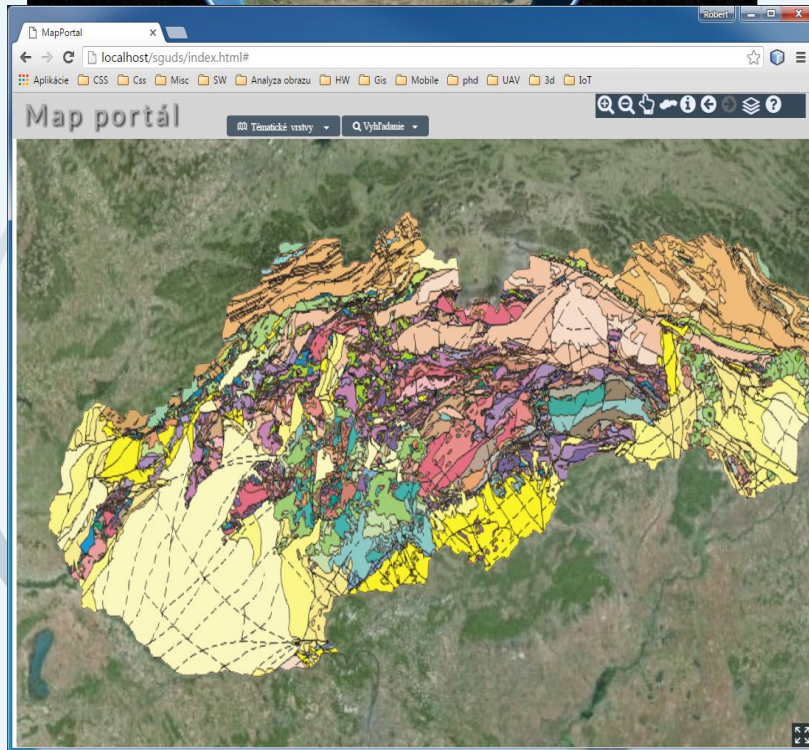 Robert
MapPortal
localhost/sguds/index.html#
Aplikácie CSS Css Misc SW Analyza obrazu HW Gis Mobile phd UAV 3d IoT
Map portál
Tématické vrstvy Vyhľadanie